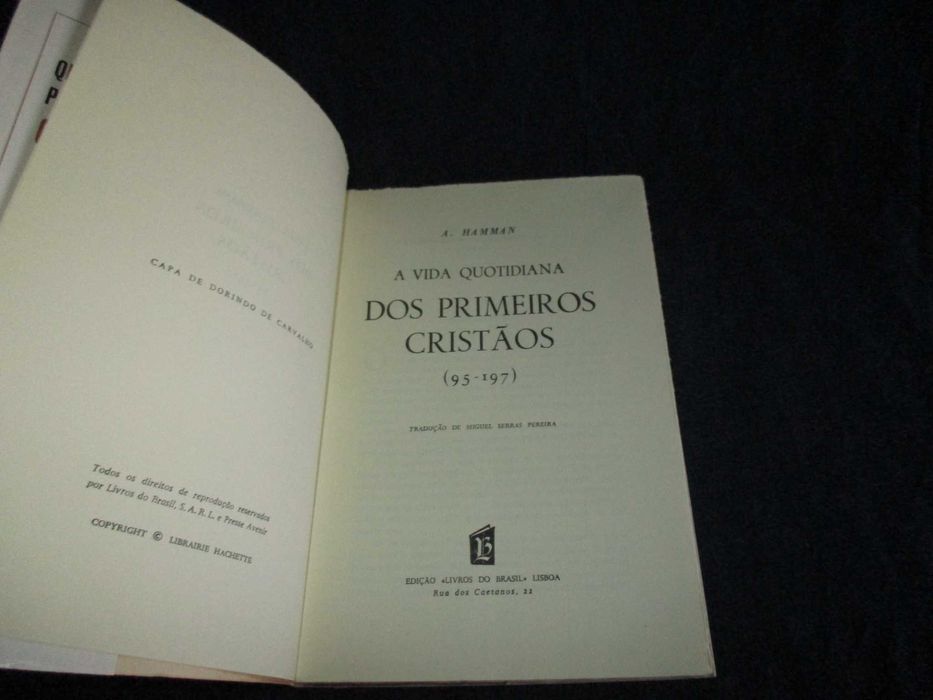 CAPA DE DORINDO DE CARVALHO
Todos os direitos de reprodução reservados
por Livros do Brasil, S. A. R. L. e Presse Avenir
COPYRIGHT © LIBRAIRIE HACHETTE
A. HAMMAN
A VIDA QUOTIDIANA
DOS PRIMEIROS
CRISTÃOS
(95-197)
TRADUÇÃO DE MIGUEL SERRAS PEREIRA
EDIÇÃO «LIVROS DO BRASIL» LISBOA
Rua dos Caetanos, 22